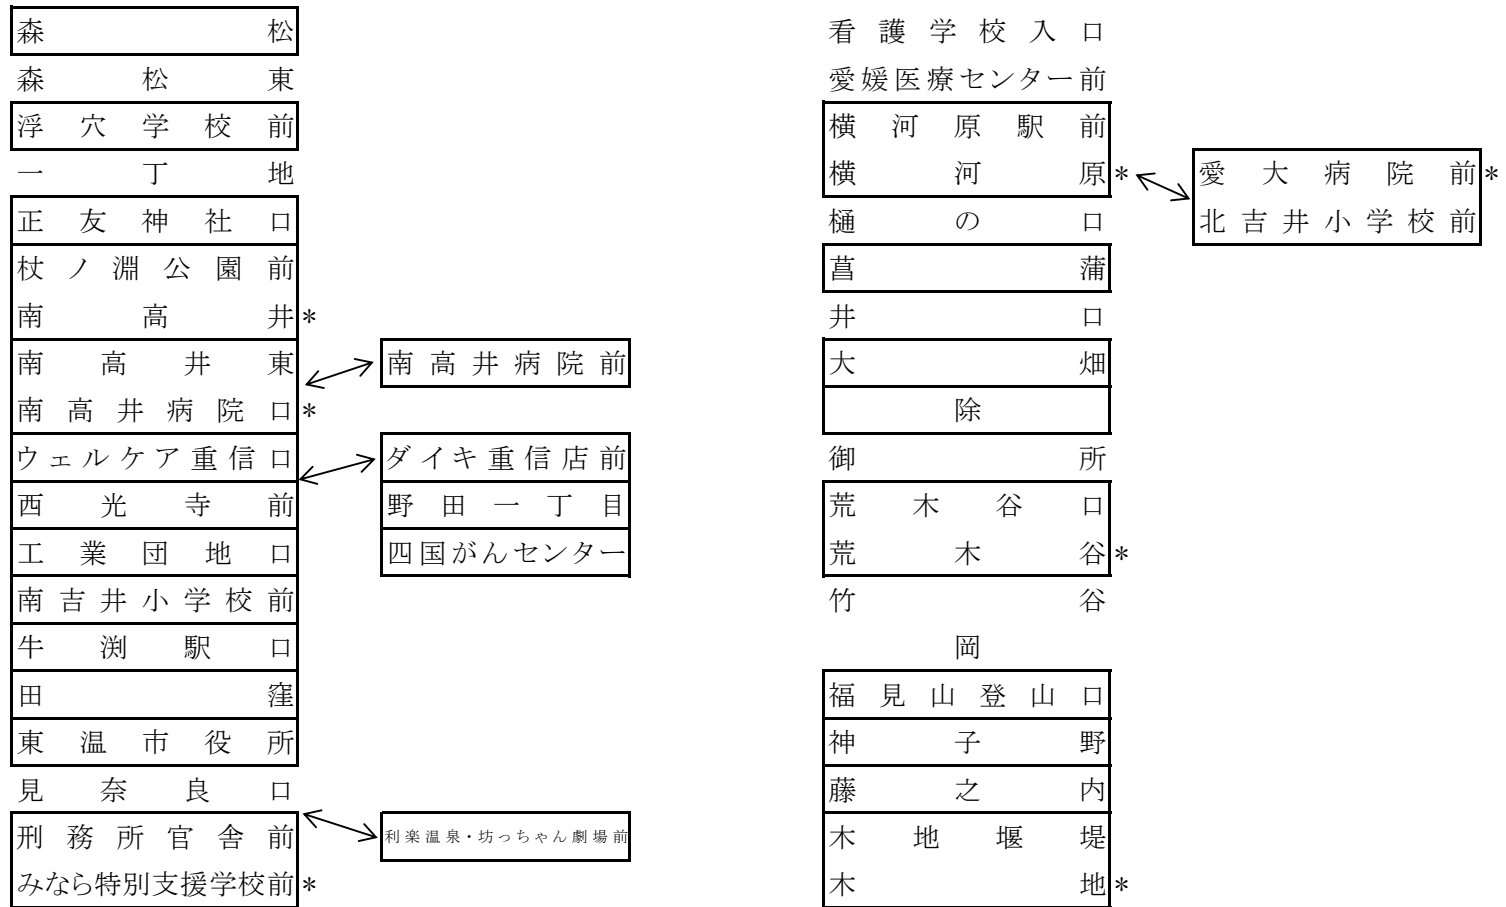 森松
森松東
浮穴学校前
一丁地
正友神社口
杖ノ淵公園前
南高井*
南高井東
南高井病院口*
ウェルケア重信口
西光寺前
工業団地口
南吉井小学校前
牛渕駅口
田窪
東温市役所
見奈良口
刑務所官舎前
みなら特別支援学校前*
南高井病院前
ダイキ重信店前
野田一丁目
四国がんセンター
利楽温泉・坊っちゃん劇場前
看護学校入口
愛媛医療センター前
横河原駅前
横河原*
樋の口
菖蒲
井口
大畑
除
御所
荒木谷口
荒木谷*
竹谷
岡
福見山登山口
神子野
藤之内
木地堰堤
木地*
愛大病院前*
北吉井小学校前